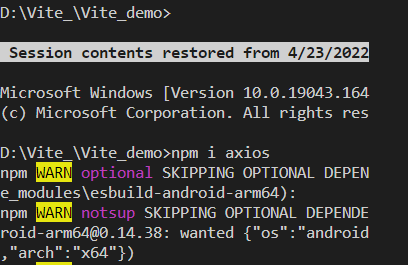 D:\Vite_\Vite_demo>
Session contents restored from 4/23/2022
Microsoft Windows [Version 10.0.19043.164
(c) Microsoft Corporation. All rights res
D:\Vite_\Vite_demo>npm i axios
npm WARN optional SKIPPING OPTIONAL DEPEN
e_modules\esbuild-android-arm64):
npm WARN notsup SKIPPING OPTIONAL DEPENDE
roid-arm64@0.14.38: wanted {"os":"android
,"arch":"x64"})